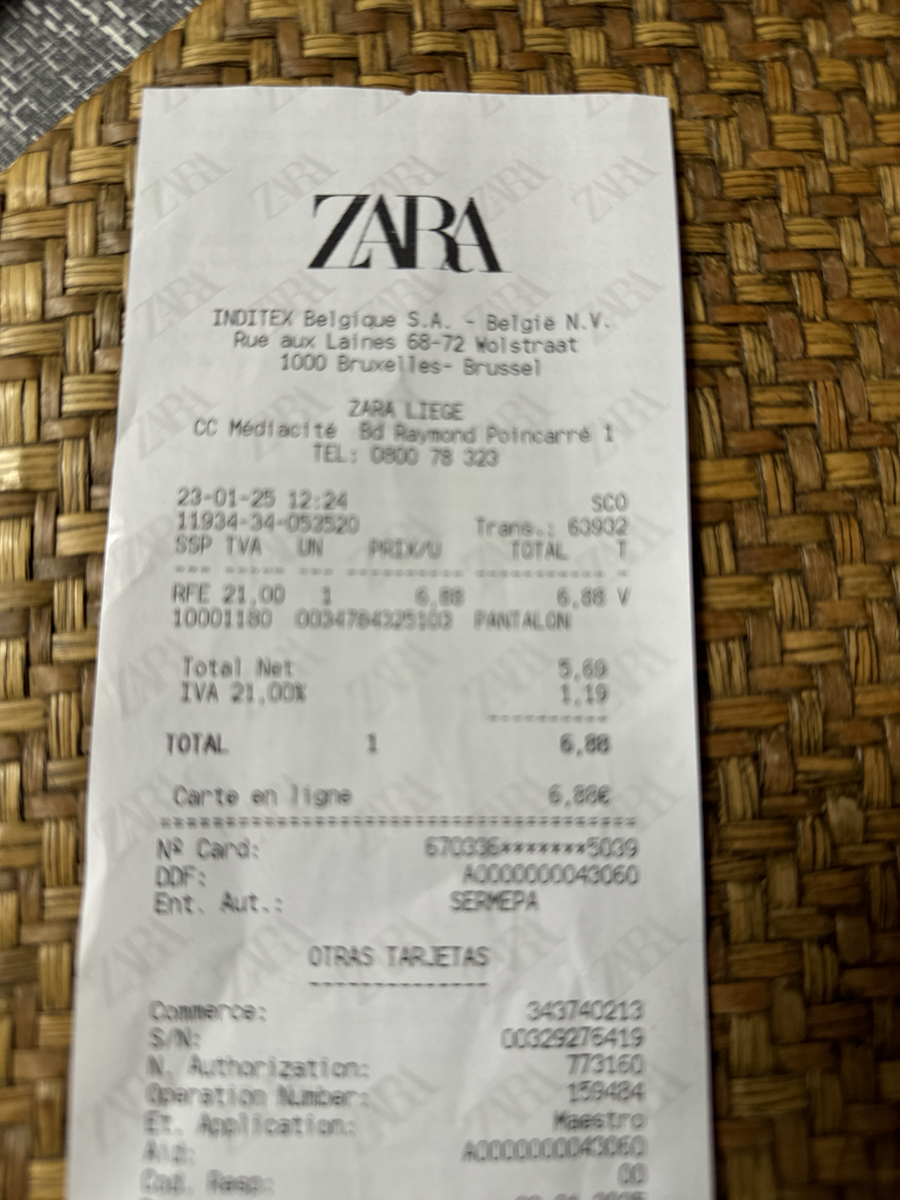 ZARA
INDITEX Belgique S.A. - België N.V.
Rue aux Laines 68-72 Wolstraat
1000 Bruxelles- Brussel
ZARA LIEGE
CC Médiacité Bd Raymond Poincarré 1
TEL: 0800 78 323
23-01-25 12:24 SCO
11934-34-053520 Trans.: 63932
SSP TVA UN PRIX/U TOTAL T
RFE 21,00 1 6,88 6,88 V
10001180 PANTALON
Total Net 5,69
IVA 21,00% 1,19
TOTAL 1 6,88
Carte en ligne 6,88€
Nº Card: 670336*******5039
DDF: A0000000043060
Ent. Aut.: SERMEPA
OTRAS TARJETAS
Commerce: 343740213
S/N: 00329276419
N. Authorization: 773160
Operation Number: 159484
Et. Application: Maestro
Aid: A0000000043060
Cod. Resp: 00